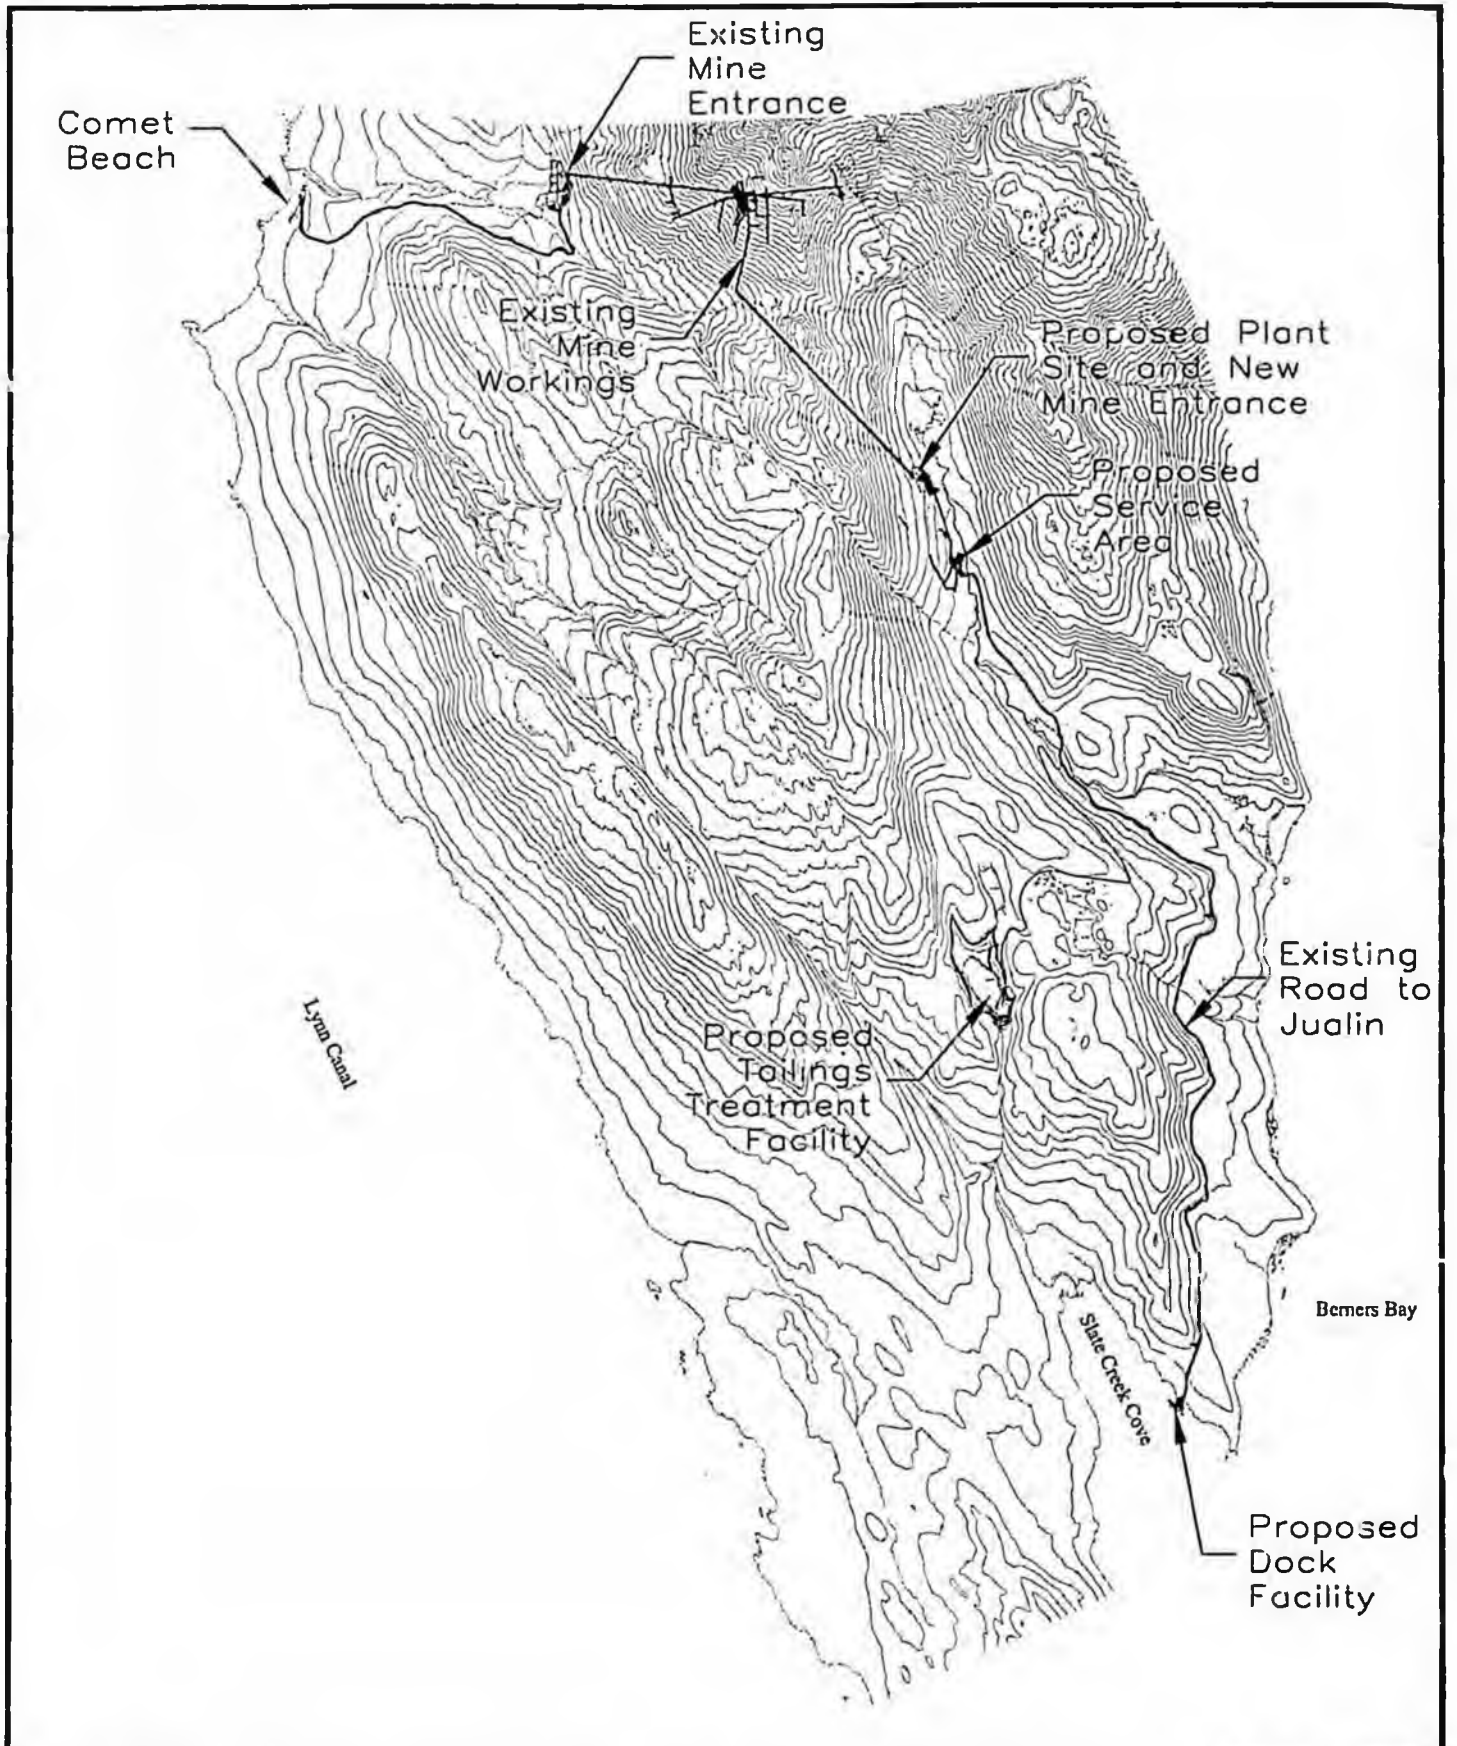 Existing
Mine
Entrance
Comet
Beach
Existing
Mine
Workings
Proposed Plant
Site and New
Mine Entrance
Proposed
Service
Area
Existing
Road to
Jualin
Lynn Canal
Proposed
Tailings
Treatment
Facility
Berners Bay
Slate Creek Cove
Proposed
Dock
Facility